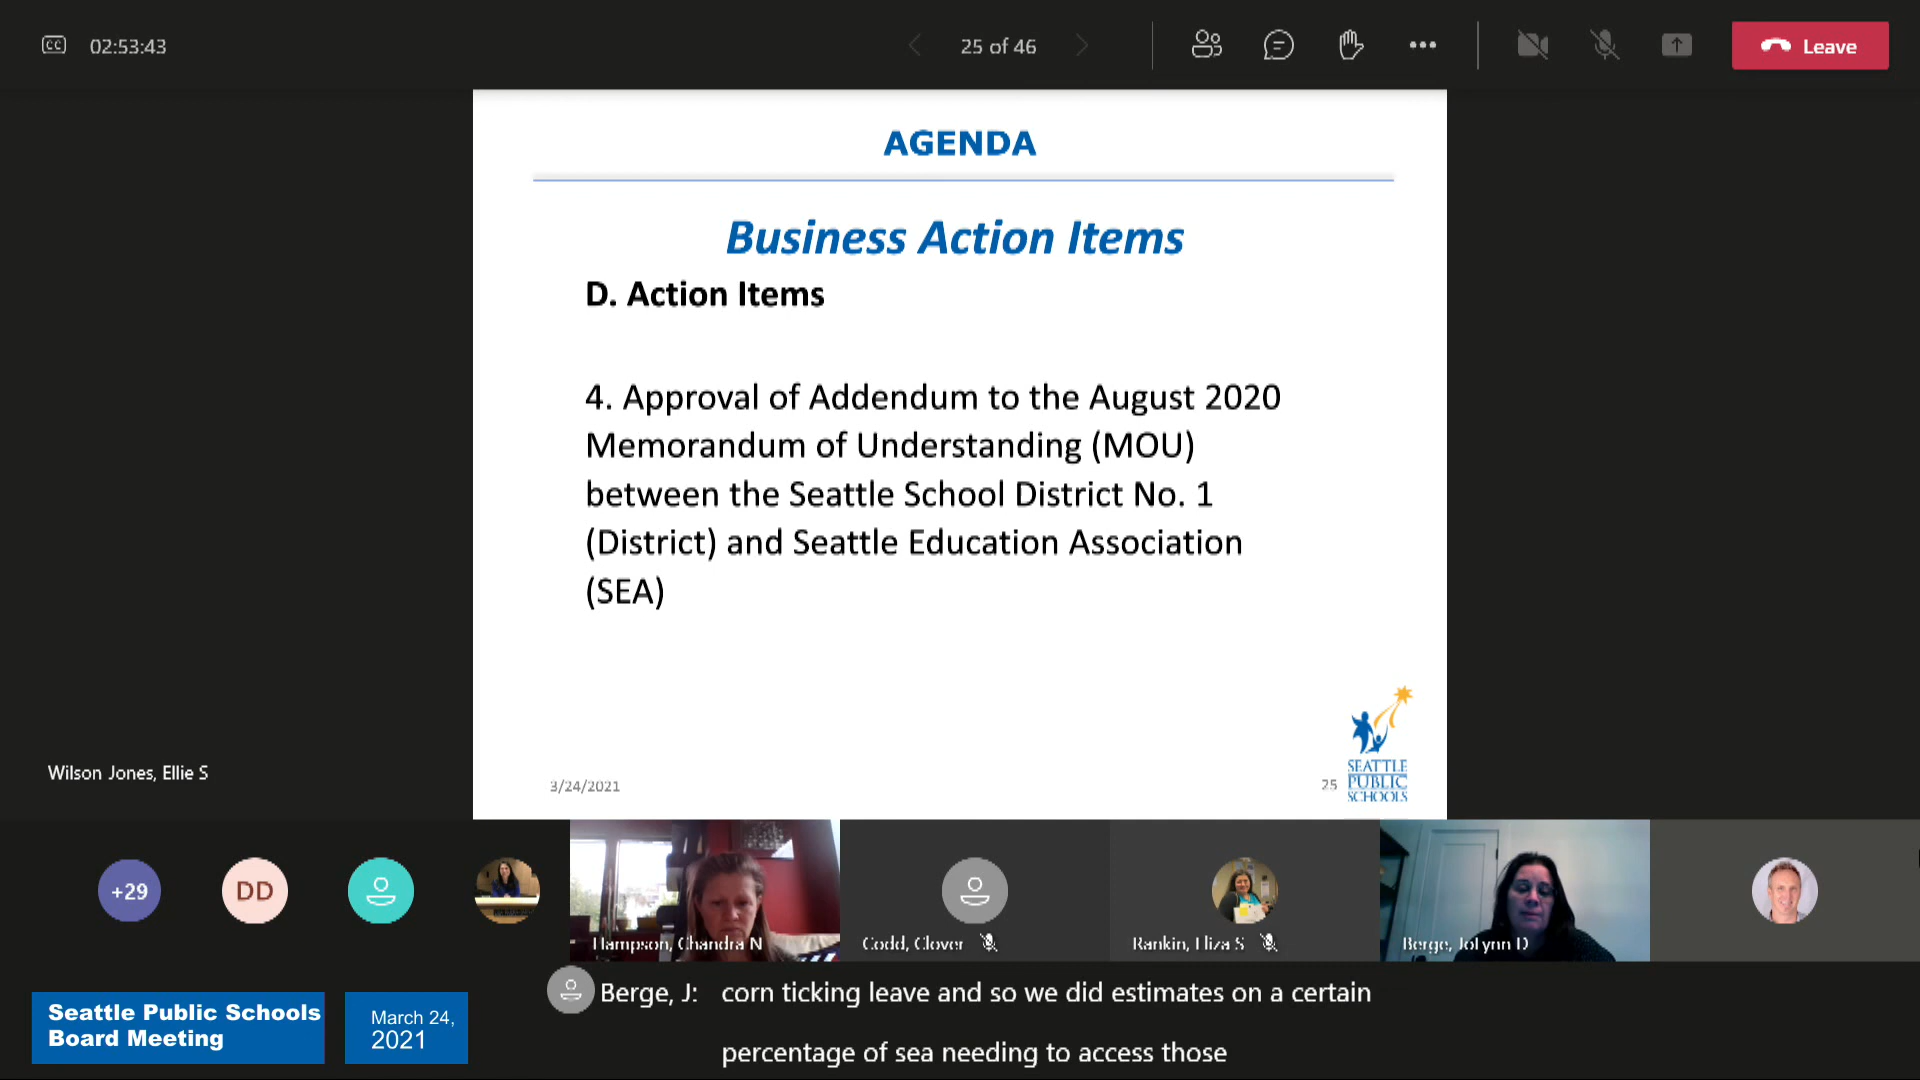 CC 02:53:43
25 of 46
Leave
AGENDA
Business Action Items
D. Action Items
4. Approval of Addendum to the August 2020
Memorandum of Understanding (MOU)
between the Seattle School District No. 1
(District) and Seattle Education Association
(SEA)
3/24/2021
25
SEATTLE
PUBLIC
SCHOOLS
Wilson Jones, Ellie S
+29
DD
Hampson, Chandra N
Codd, Clover
Rankin, Eliza S
Berge, JoLynn D
Berge, J: corn ticking leave and so we did estimates on a certain
percentage of sea needing to access those
Seattle Public Schools
Board Meeting
March 24,
2021